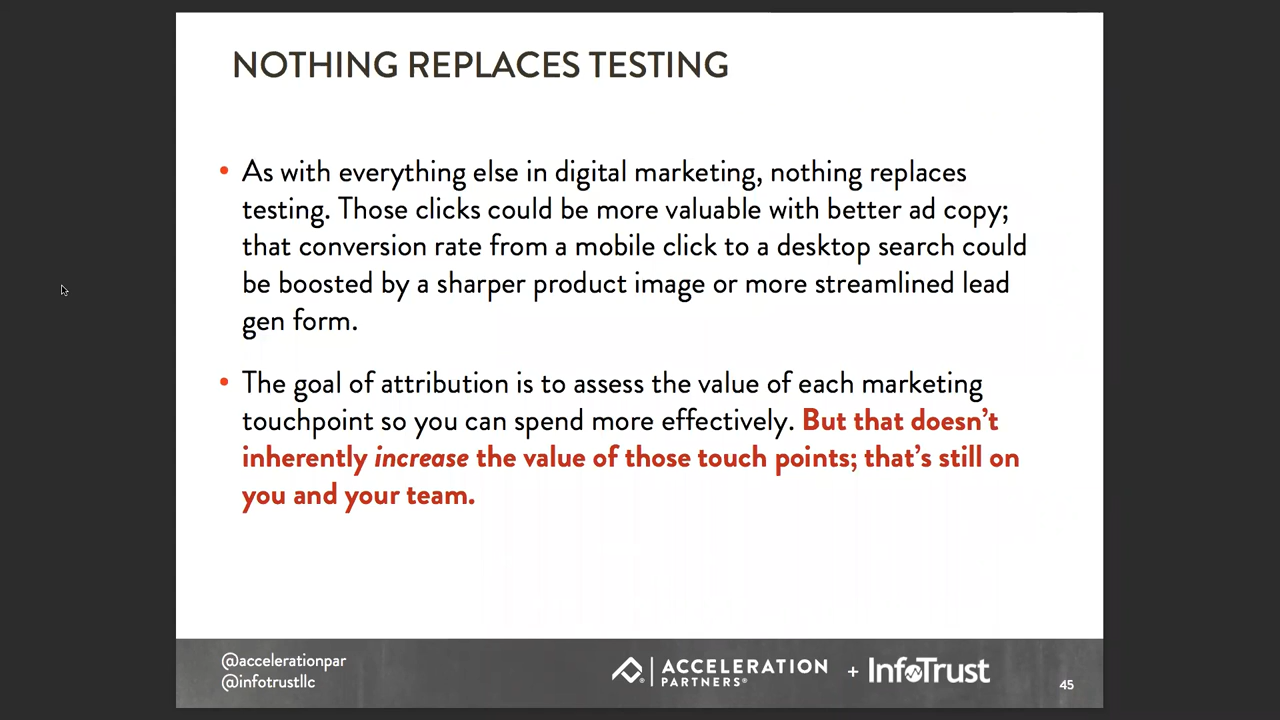 NOTHING REPLACES TESTING
• As with everything else in digital marketing, nothing replaces
testing. Those clicks could be more valuable with better ad copy;
that conversion rate from a mobile click to a desktop search could
be boosted by a sharper product image or more streamlined lead
gen form.
• The goal of attribution is to assess the value of each marketing
touchpoint so you can spend more effectively. But that doesn't
inherently increase the value of those touch points; that's still on
you and your team.
@accelerationpar
@infotrustllc
ACCELERATION
PARTNERS®
+ InfoTrust
45